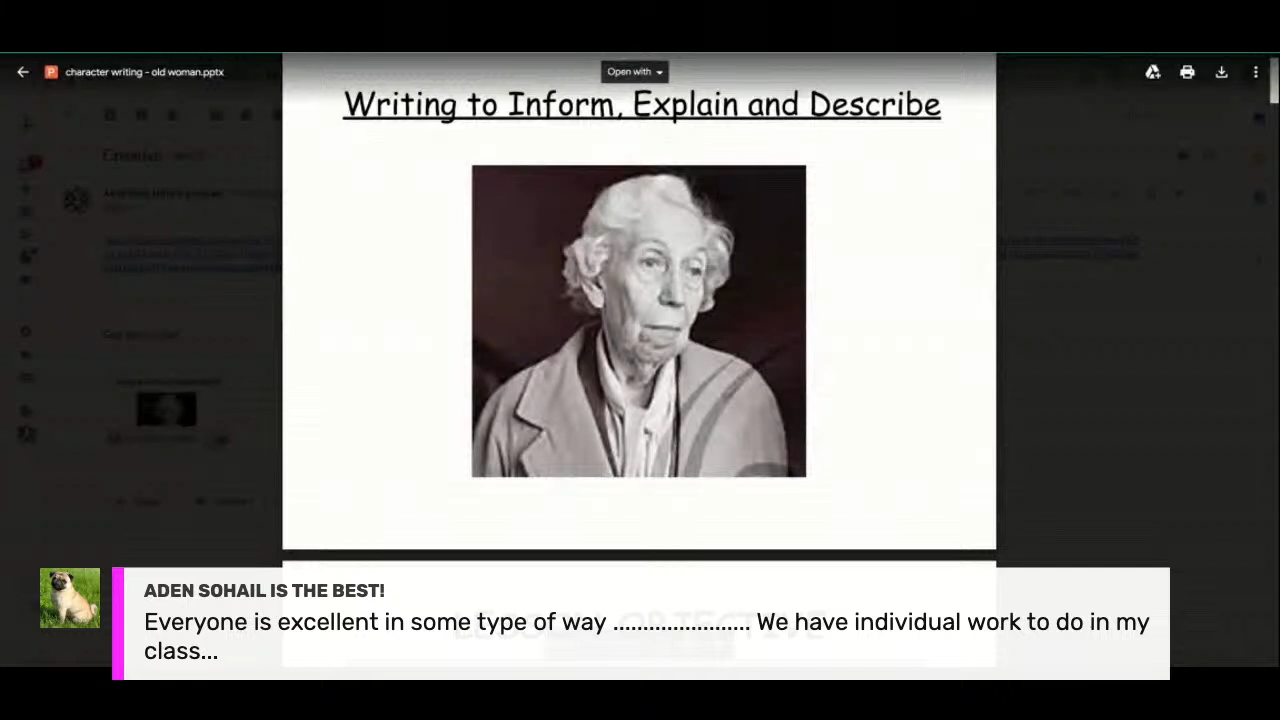 character writing - old woman.pptx
Open with
Writing to Inform, Explain and Describe
ADEN SOHAIL IS THE BEST!
Everyone is excellent in some type of way ....................... We have individual work to do in my
class...